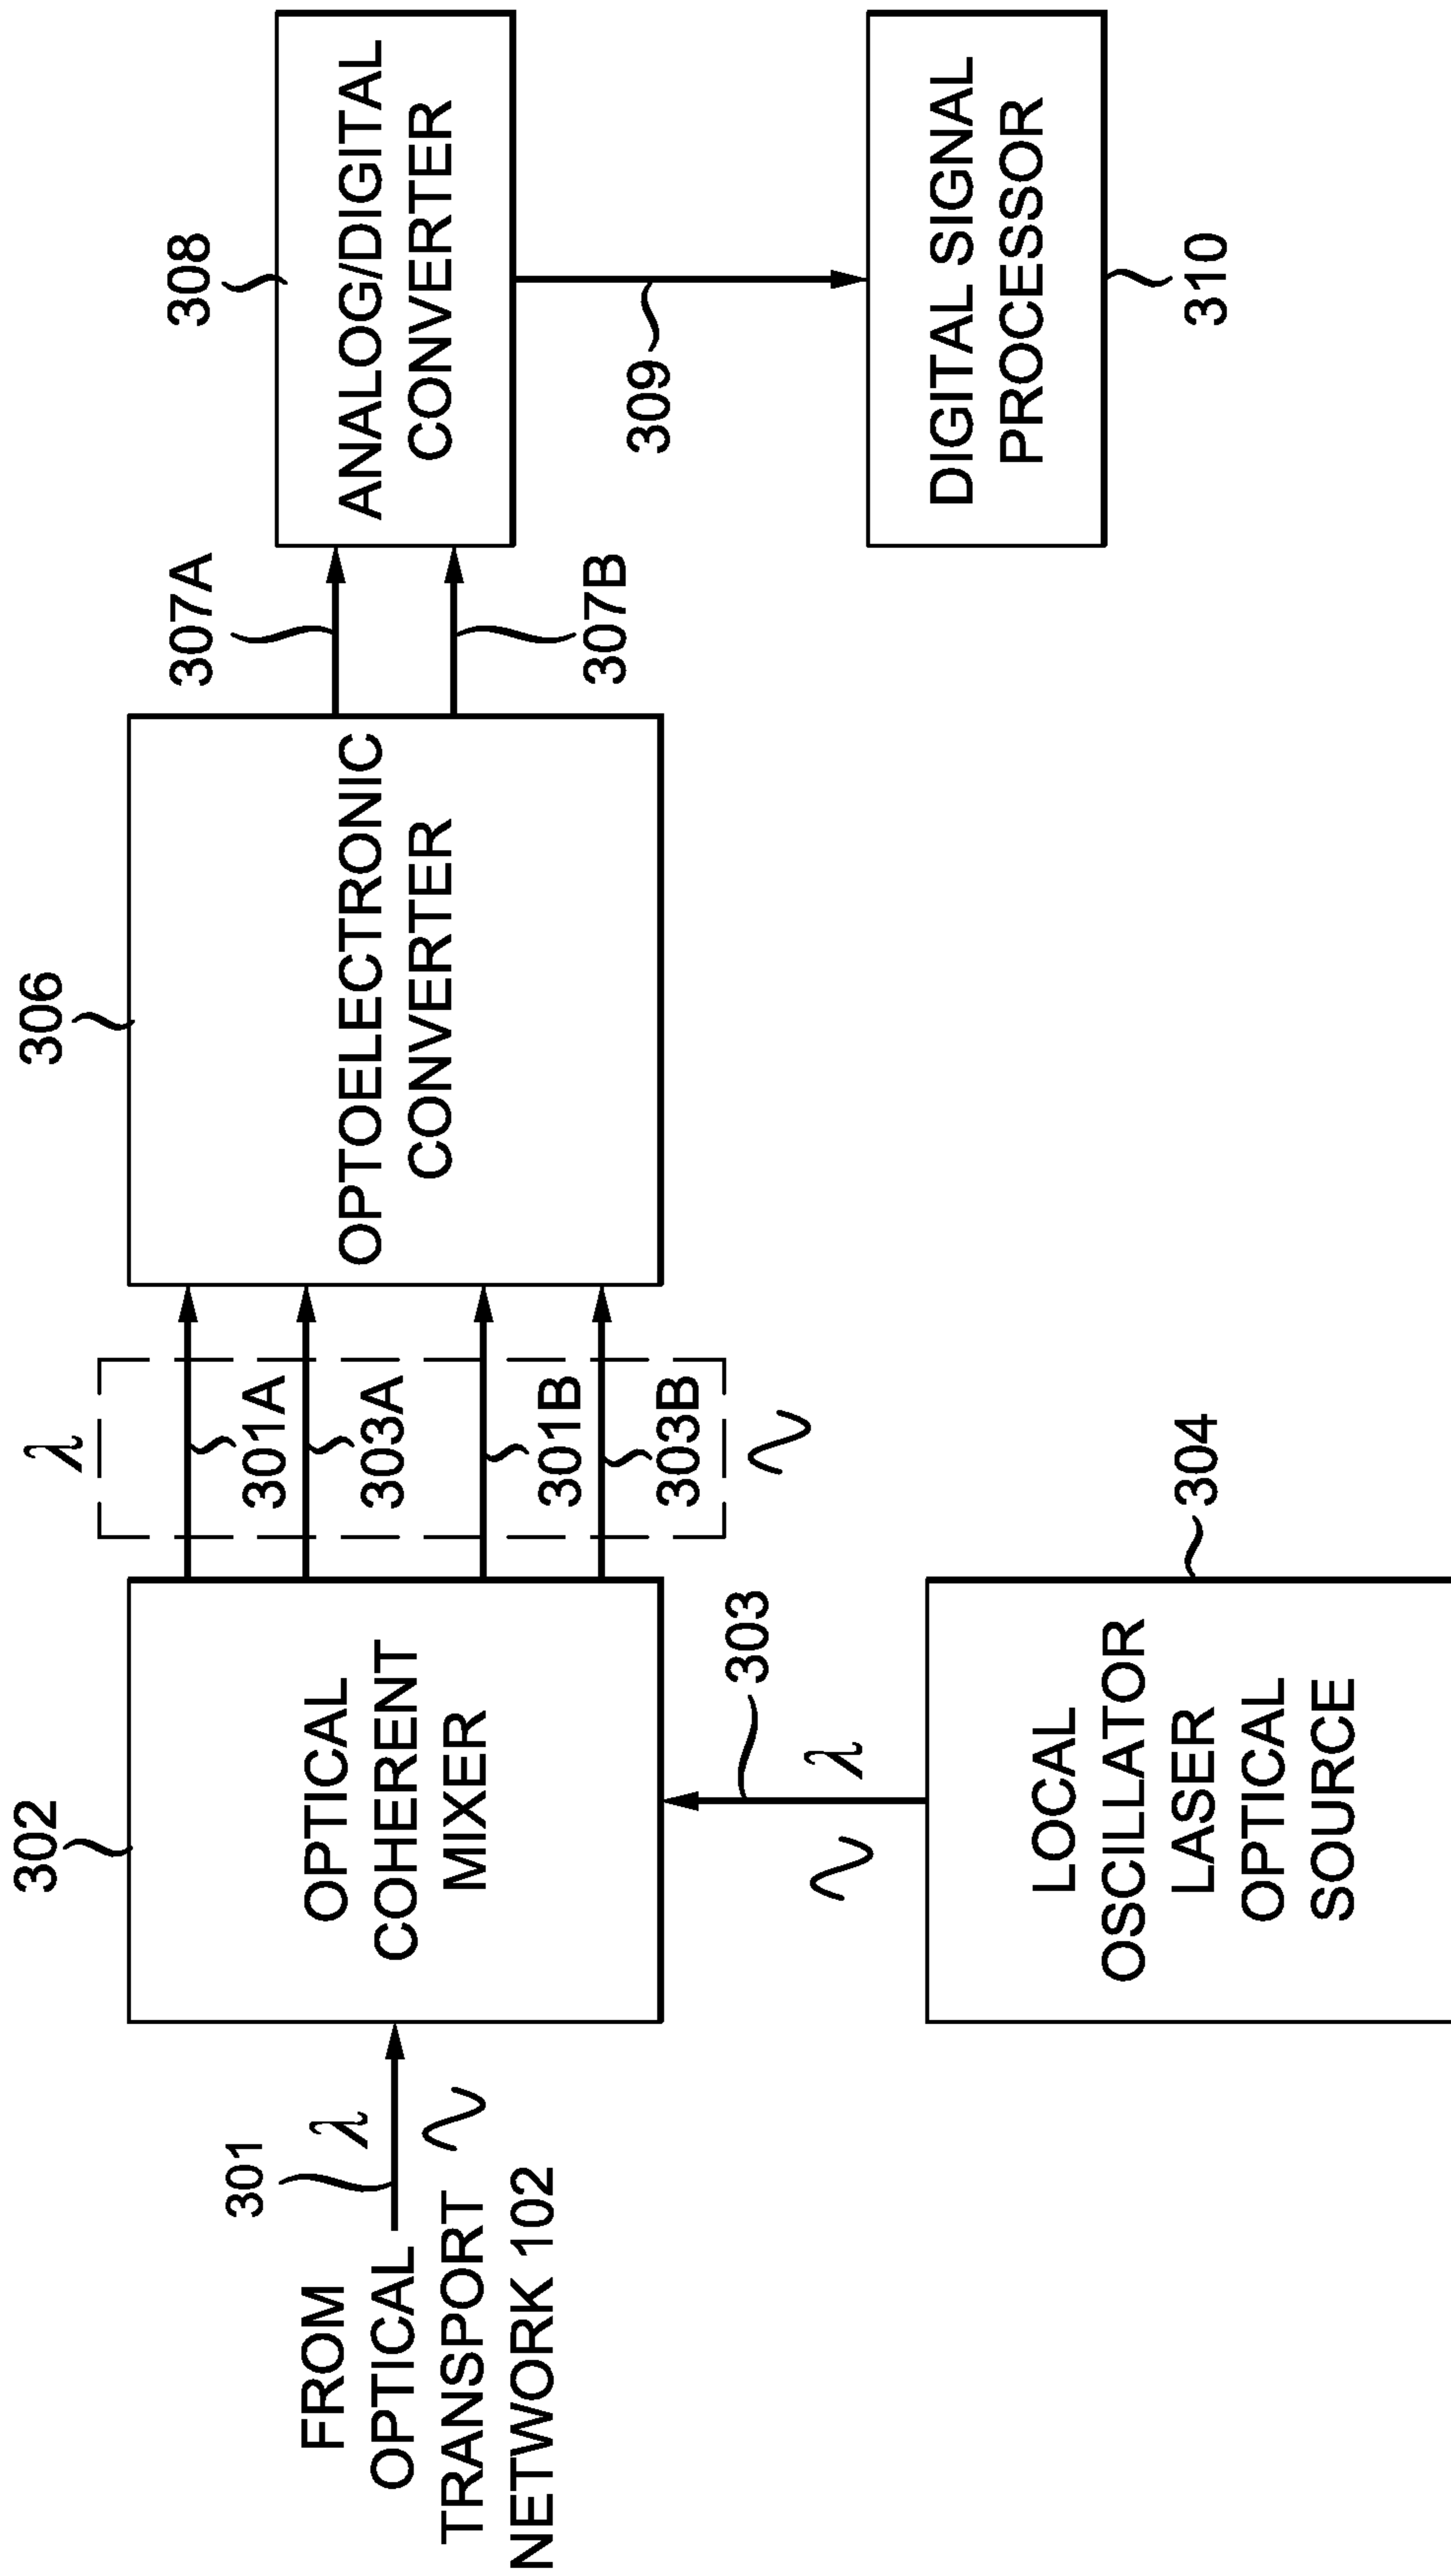 302
306
308
λ
307A
ANALOG/DIGITAL
CONVERTER
301
λ
OPTICAL
COHERENT
MIXER
301A
303A
301B
303B
OPTOELECTRONIC
CONVERTER
307B
FROM
OPTICAL
TRANSPORT
NETWORK 102
303
λ
309
LOCAL
OSCILLATOR
LASER
OPTICAL
SOURCE
304
DIGITAL SIGNAL
PROCESSOR
310